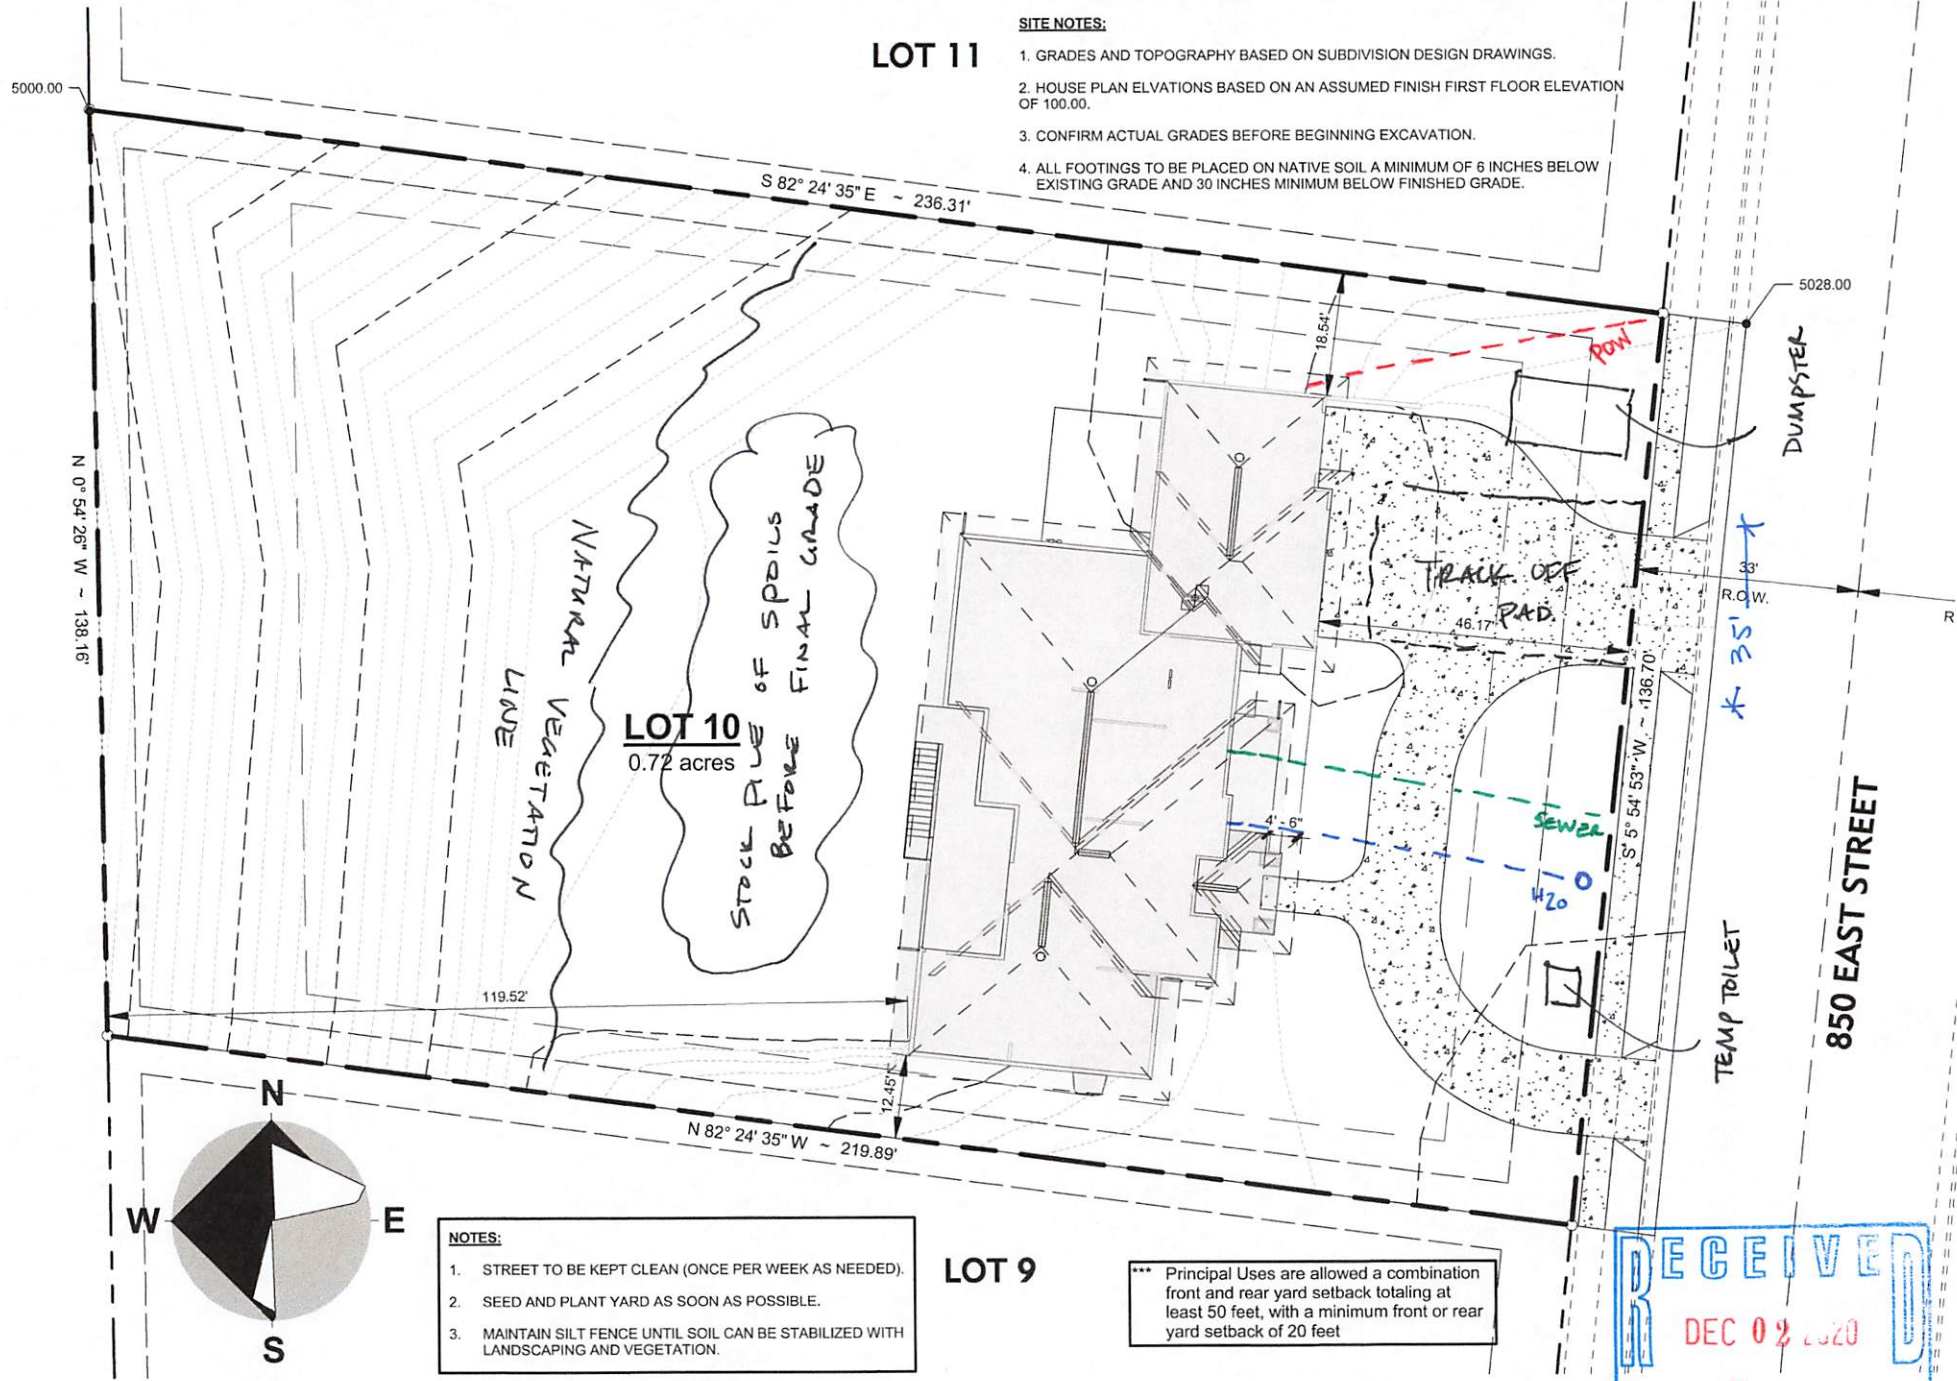 SITE NOTES:
LOT 11
1. GRADES AND TOPOGRAPHY BASED ON SUBDIVISION DESIGN DRAWINGS.
2. HOUSE PLAN ELVATIONS BASED ON AN ASSUMED FINISH FIRST FLOOR ELEVATION
OF 100.00.
3. CONFIRM ACTUAL GRADES BEFORE BEGINNING EXCAVATION.
4. ALL FOOTINGS TO BE PLACED ON NATIVE SOIL A MINIMUM OF 6 INCHES BELOW
EXISTING GRADE AND 30 INCHES MINIMUM BELOW FINISHED GRADE.
5000.00
S 82° 24' 35" E ~ 236.31'
5028.00
18.54'
POW
DUMPSTER
N 0° 54' 26" W ~ 138.16'
NATURAL VEGETATION
LINE
STOCK PILE OF SPOILS
BEFORE FINAL GRADE
LOT 10
0.72 acres
TRACK OFF
PAD
46.17'
33'
R.O.W.
R
35'
S 5° 54' 53" W ~ 136.70'
SEWER
4' - 6"
H20
850 EAST STREET
TEMP TOILET
119.52'
12.45'
N 82° 24' 35" W ~ 219.89'
N
W
E
S
NOTES:
1. STREET TO BE KEPT CLEAN (ONCE PER WEEK AS NEEDED).
2. SEED AND PLANT YARD AS SOON AS POSSIBLE.
3. MAINTAIN SILT FENCE UNTIL SOIL CAN BE STABILIZED WITH
LANDSCAPING AND VEGETATION.
LOT 9
*** Principal Uses are allowed a combination
front and rear yard setback totaling at
least 50 feet, with a minimum front or rear
yard setback of 20 feet
RECEIVED
DEC 02 2020